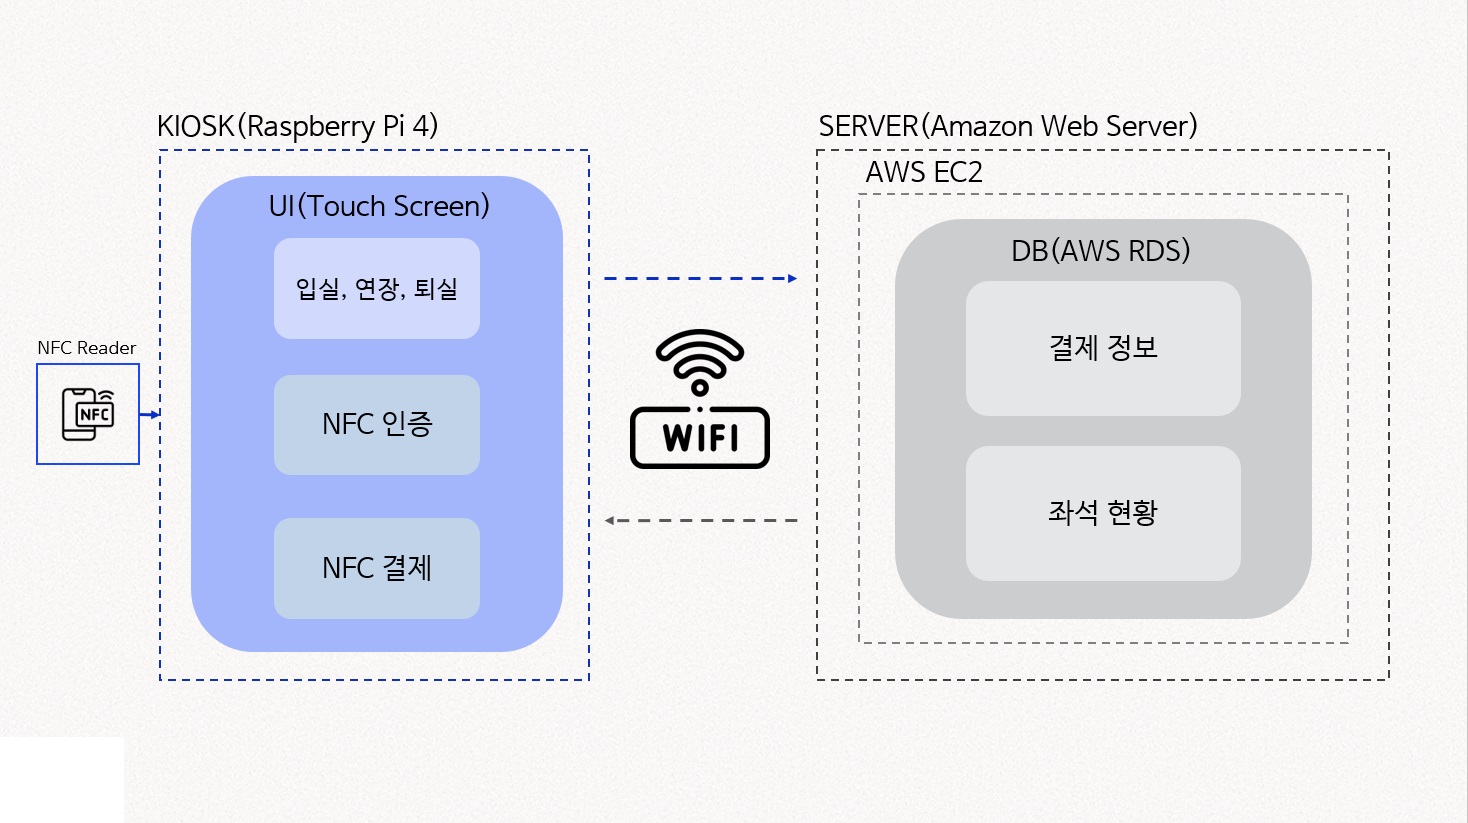 KIOSK(Raspberry Pi 4)
UI(Touch Screen)
입실, 연장, 퇴실
NFC 인증
NFC 결제
NFC Reader
NFC
WIFI
SERVER(Amazon Web Server)
AWS EC2
DB(AWS RDS)
결제 정보
좌석 현황